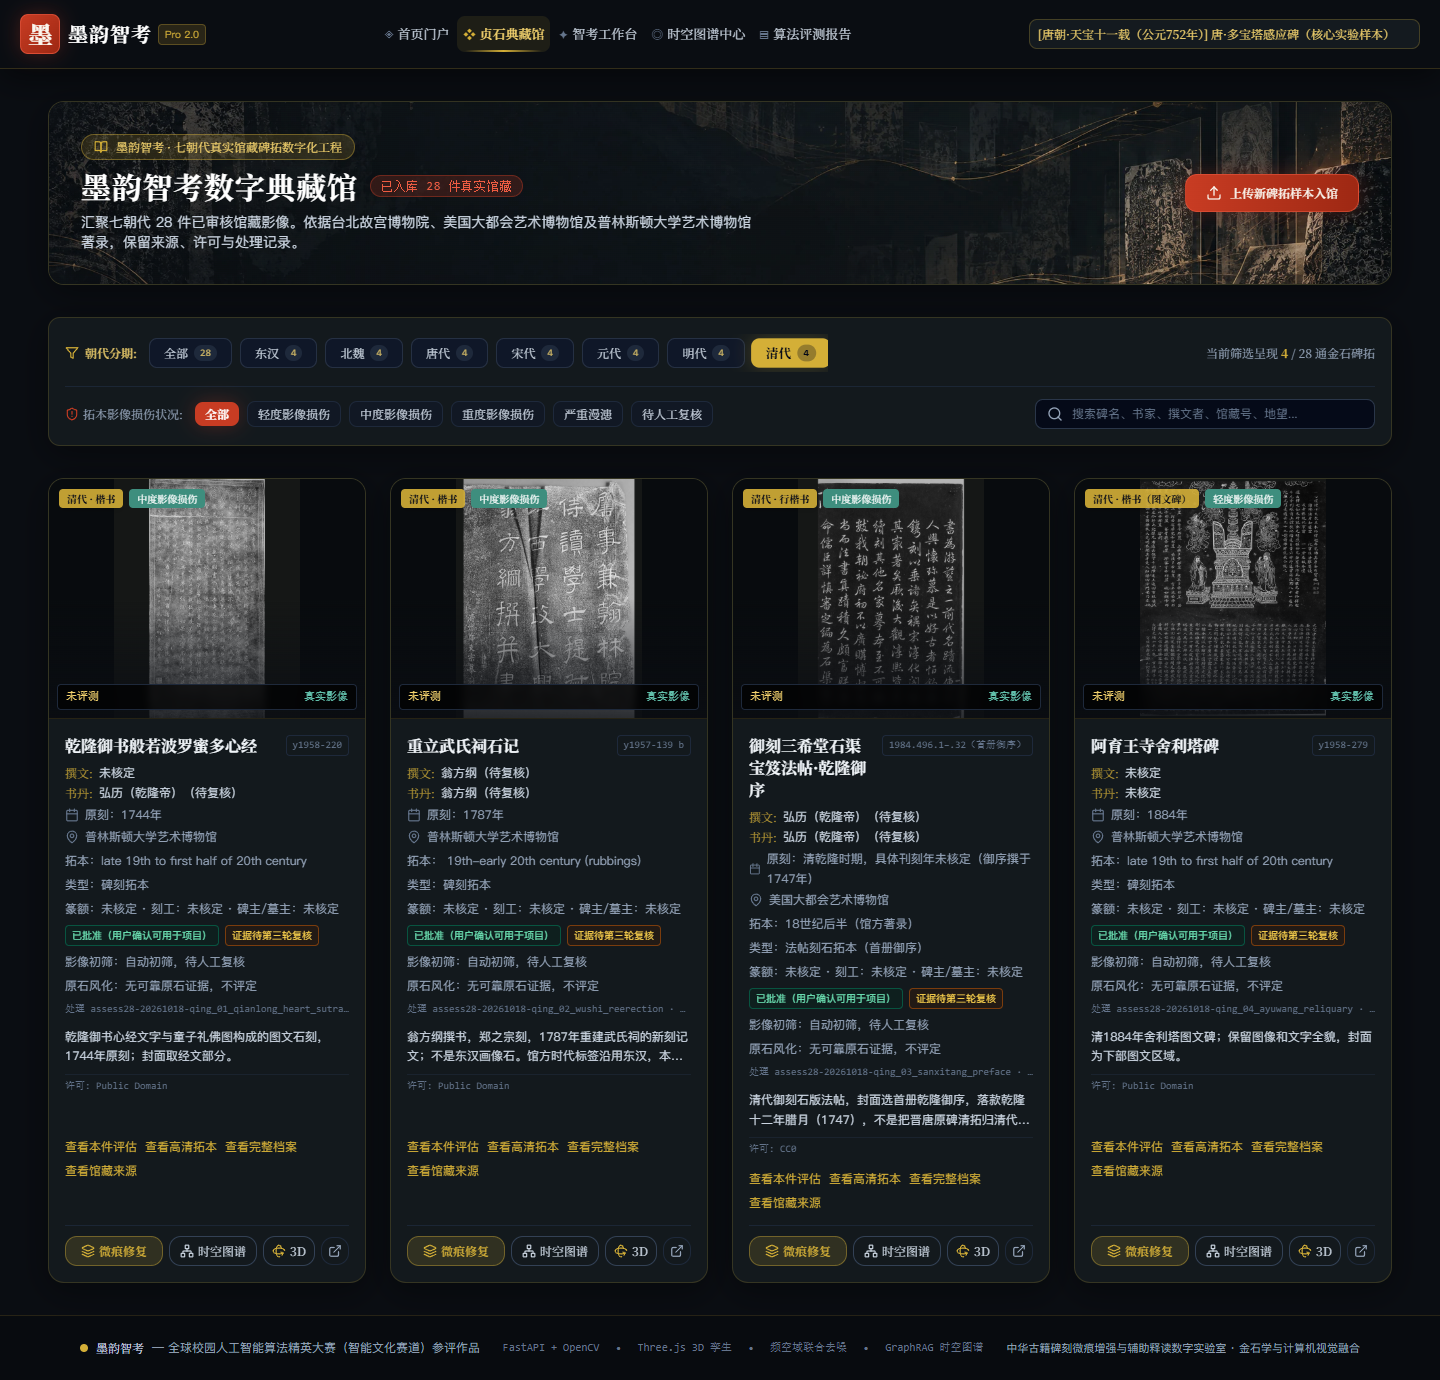 墨 墨韵智考 Pro 2.0
首页门户 贞石典藏馆 智考工作台 时空图谱中心 算法评测报告
[唐朝·天宝十一载（公元752年）] 唐·多宝塔感应碑（核心实验样本）
墨韵智考 · 七朝代真实馆藏碑拓数字化工程
墨韵智考数字典藏馆 已入库 28 件真实馆藏
汇聚七朝代 28 件已审核馆藏影像。依据台北故宫博物院、美国大都会艺术博物馆及普林斯顿大学艺术博物馆
著录，保留来源、许可与处理记录。
上传新碑拓样本入馆
朝代分期: 全部 28 东汉 4 北魏 4 唐代 4 宋代 4 元代 4 明代 4 清代 4
当前筛选呈现 4 / 28 通金石碑拓
拓本影像损伤状况: 全部 轻度影像损伤 中度影像损伤 重度影像损伤 严重漫漶 待人工复核
搜索碑名、书家、撰文者、馆藏号、地望...
清代 · 楷书 中度影像损伤
未评测 真实影像
乾隆御书般若波罗蜜多心经 y1958-220
撰文: 未核定
书丹: 弘历（乾隆帝）（待复核）
原刻：1744年
普林斯顿大学艺术博物馆
拓本：late 19th to first half of 20th century
类型：碑刻拓本
篆额：未核定 · 刻工：未核定 · 碑主/墓主：未核定
已批准（用户确认可用于项目） 证据待第三轮复核
影像初筛：自动初筛，待人工复核
原石风化：无可靠原石证据，不评定
处理 assess28-20261018-qing_01_qianlong_heart_sutra…
乾隆御书心经文字与童子礼佛图构成的图文石刻，
1744年原刻；封面取经文部分。
许可: Public Domain
查看本件评估 查看高清拓本 查看完整档案
查看馆藏来源
微痕修复 时空图谱 3D
清代 · 楷书 中度影像损伤
未评测 真实影像
重立武氏祠石记 y1957-139 b
撰文: 翁方纲（待复核）
书丹: 翁方纲（待复核）
原刻：1787年
普林斯顿大学艺术博物馆
拓本： 19th–early 20th century (rubbings)
类型：碑刻拓本
篆额：未核定 · 刻工：未核定 · 碑主/墓主：未核定
已批准（用户确认可用于项目） 证据待第三轮复核
影像初筛：自动初筛，待人工复核
原石风化：无可靠原石证据，不评定
处理 assess28-20261018-qing_02_wushi_reerection · …
翁方纲撰书，郑之宗刻，1787年重建武氏祠的新刻记
文；不是东汉画像石。馆方时代标签沿用东汉，本…
许可: Public Domain
查看本件评估 查看高清拓本 查看完整档案
查看馆藏来源
微痕修复 时空图谱 3D
清代 · 行楷书 中度影像损伤
未评测 真实影像
御刻三希堂石渠 1984.496.1–.32（首册御序）
宝笈法帖·乾隆御
序
撰文: 弘历（乾隆帝）（待复核）
书丹: 弘历（乾隆帝）（待复核）
原刻：清乾隆时期，具体刊刻年未核定（御序撰于
1747年）
美国大都会艺术博物馆
拓本：18世纪后半（馆方著录）
类型：法帖刻石拓本（首册御序）
篆额：未核定 · 刻工：未核定 · 碑主/墓主：未核定
已批准（用户确认可用于项目） 证据待第三轮复核
影像初筛：自动初筛，待人工复核
原石风化：无可靠原石证据，不评定
处理 assess28-20261018-qing_03_sanxitang_preface · …
清代御刻石版法帖，封面选首册乾隆御序，落款乾隆
十二年腊月（1747），不是把晋唐原碑清拓归清代…
许可: CC0
查看本件评估 查看高清拓本 查看完整档案
查看馆藏来源
微痕修复 时空图谱 3D
清代 · 楷书（图文碑） 轻度影像损伤
未评测 真实影像
阿育王寺舍利塔碑 y1958-279
撰文: 未核定
书丹: 未核定
原刻：1884年
普林斯顿大学艺术博物馆
拓本：late 19th to first half of 20th century
类型：碑刻拓本
篆额：未核定 · 刻工：未核定 · 碑主/墓主：未核定
已批准（用户确认可用于项目） 证据待第三轮复核
影像初筛：自动初筛，待人工复核
原石风化：无可靠原石证据，不评定
处理 assess28-20261018-qing_04_ayuwang_reliquary · …
清1884年舍利塔图文碑；保留图像和文字全貌，封面
为下部图文区域。
许可: Public Domain
查看本件评估 查看高清拓本 查看完整档案
查看馆藏来源
微痕修复 时空图谱 3D
墨韵智考 — 全球校园人工智能算法精英大赛（智能文化赛道）参评作品 FastAPI + OpenCV • Three.js 3D 孪生 • 频空域联合去噪 • GraphRAG 时空图谱 中华古籍碑刻微痕增强与辅助释读数字实验室 · 金石学与计算机视觉融合